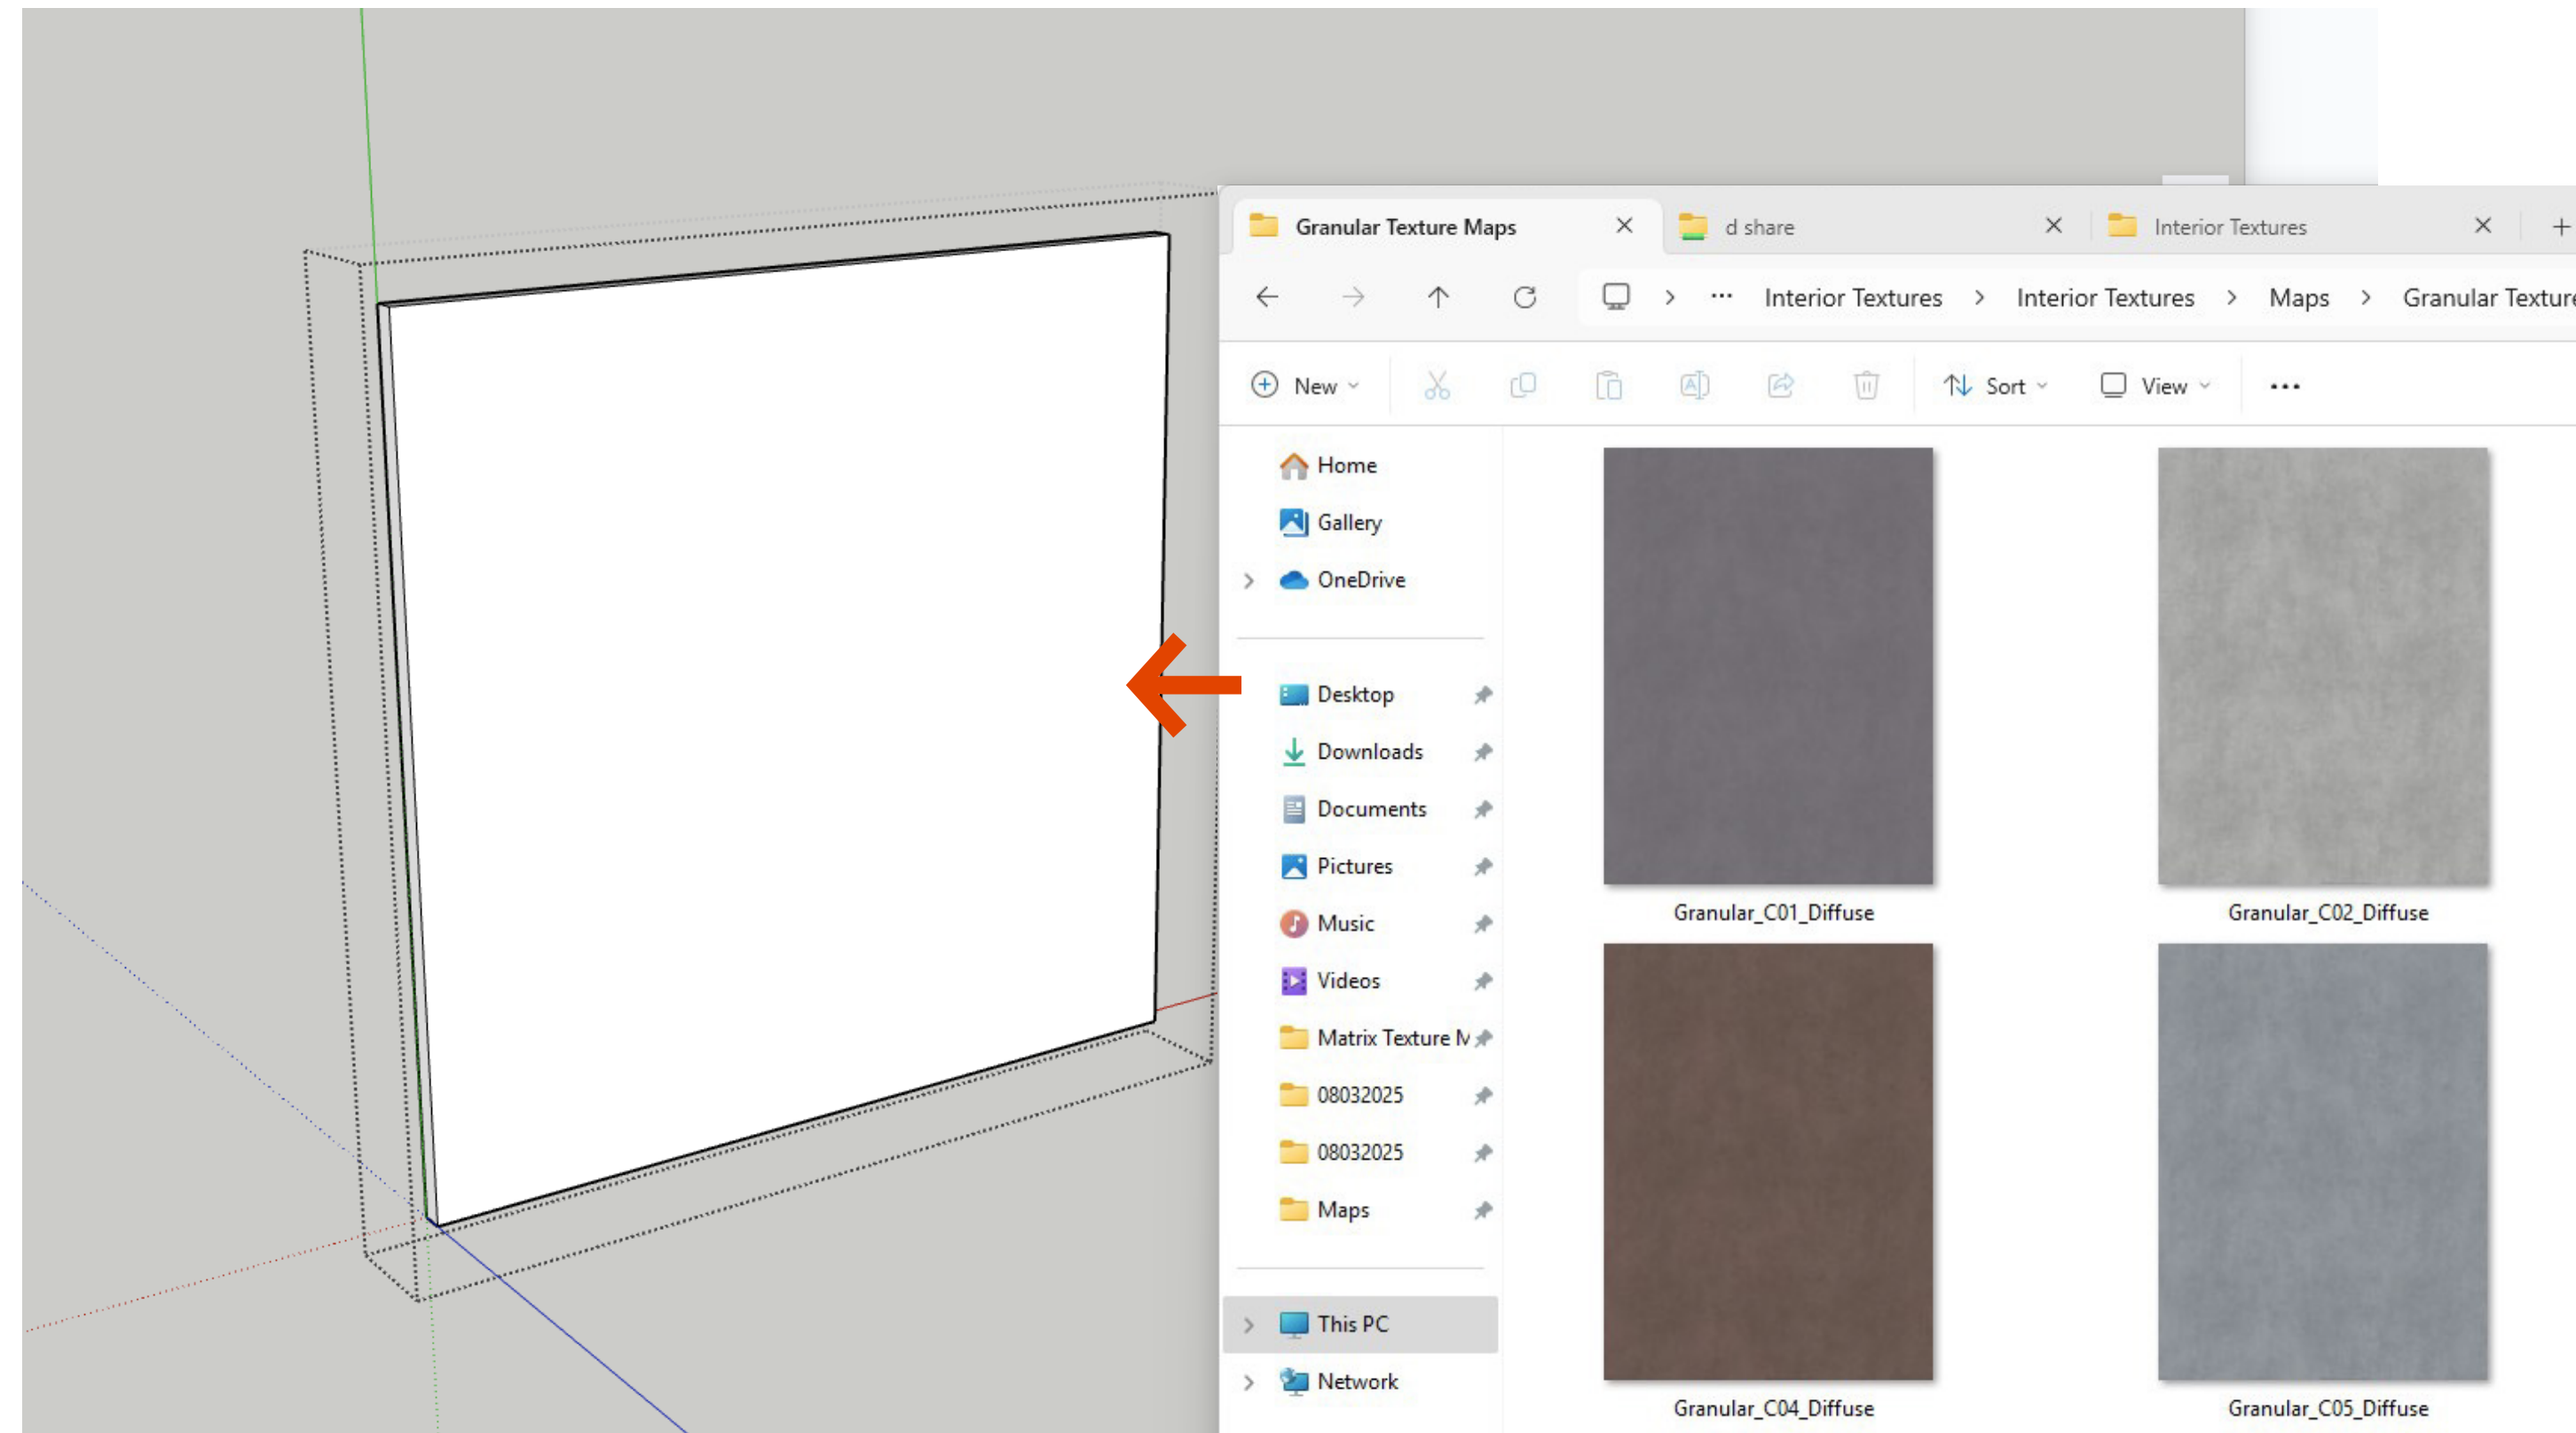 Granular Texture Maps
d share
Interior Textures
Interior Textures
Interior Textures
Maps
Granular Texture
New
Sort
View
Home
Gallery
OneDrive
Desktop
Downloads
Documents
Pictures
Music
Videos
Matrix Texture M
08032025
08032025
Maps
This PC
Network
Granular_C01_Diffuse
Granular_C02_Diffuse
Granular_C04_Diffuse
Granular_C05_Diffuse